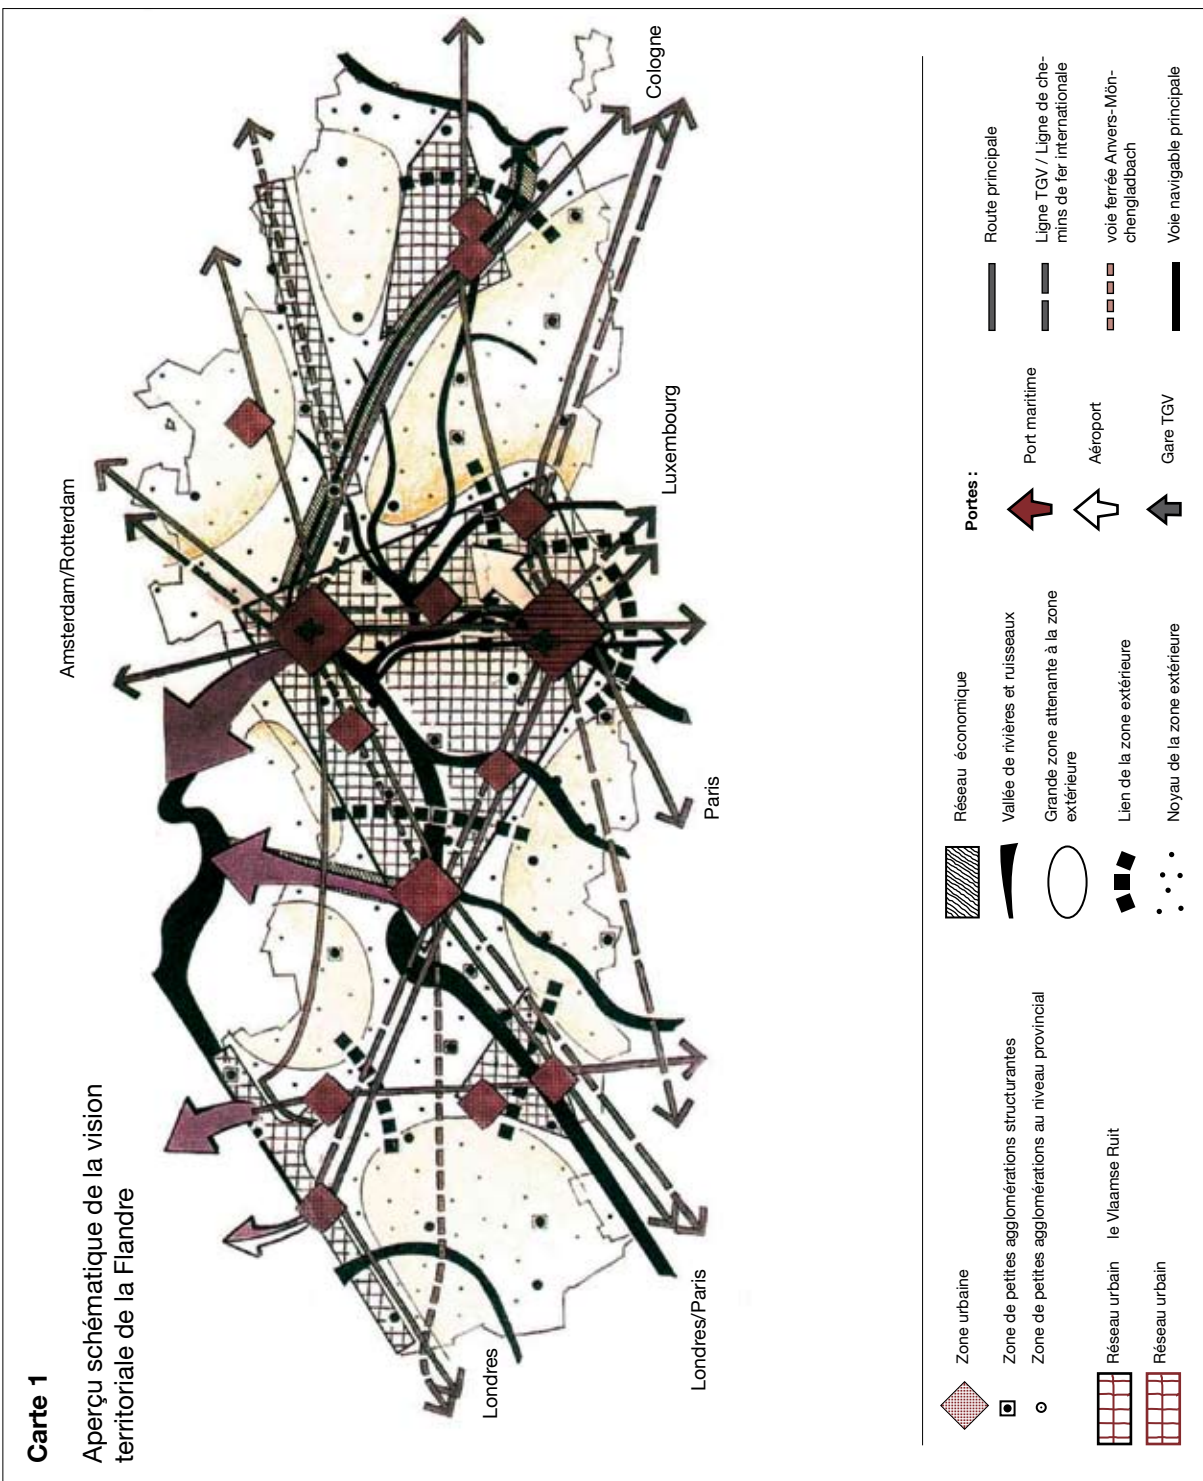 Carte 1
Aperçu schématique de la vision
territoriale de la Flandre
Amsterdam/Rotterdam
Cologne
Luxembourg
Paris
Londres/Paris
Londres
Zone urbaine
Zone de petites agglomérations structurantes
Zone de petites agglomérations au niveau provincial
Réseau urbain le Vlaamse Ruit
Réseau urbain
Réseau économique
Vallée de rivières et ruisseaux
Grande zone attenante à la zone
extérieure
Lien de la zone extérieure
Noyau de la zone extérieure
Portes :
Port maritime
Aéroport
Gare TGV
Route principale
Ligne TGV / Ligne de che-
mins de fer internationale
voie ferrée Anvers-Mön-
chengladbach
Voie navigable principale